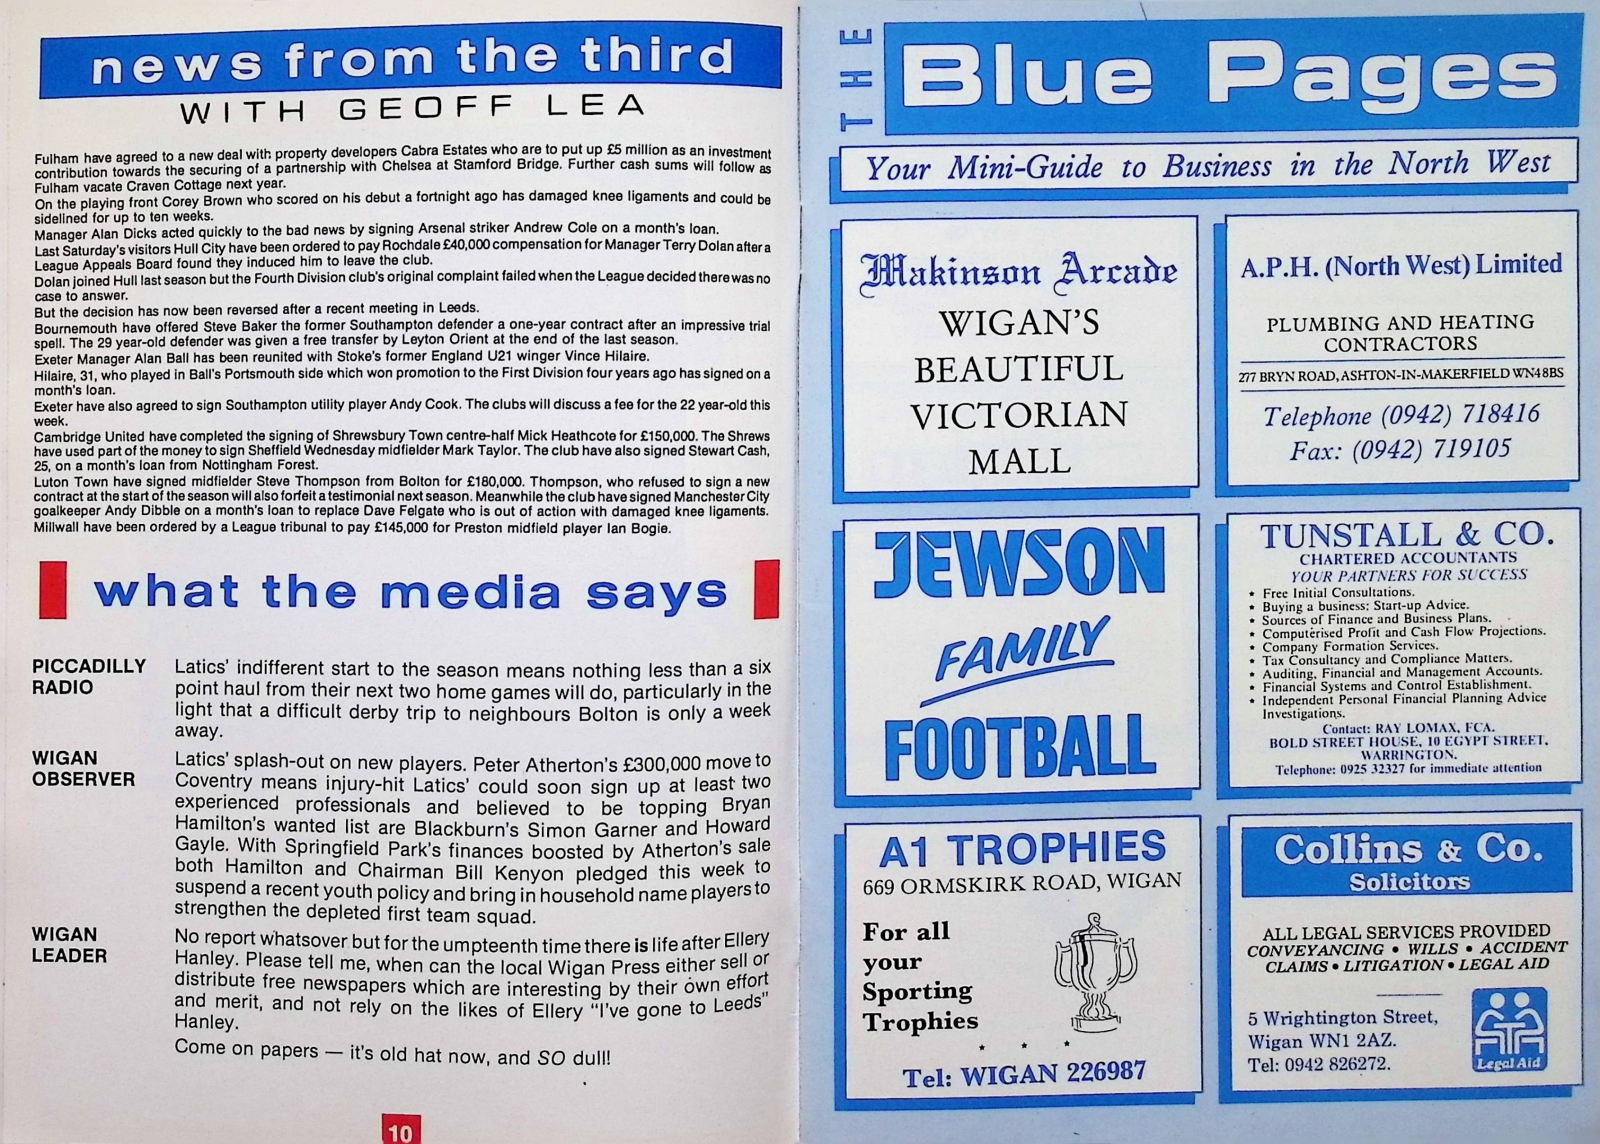 news from the third
WITH GEOFF LEA
Fulham have agreed to a new deal with property developers Cabra Estates who are to put up £5 million as an investment
contribution towards the securing of a partnership with Chelsea at Stamford Bridge. Further cash sums will follow as
Fulham vacate Craven Cottage next year.
On the playing front Corey Brown who scored on his debut a fortnight ago has damaged knee ligaments and could be
sidelined for up to ten weeks.
Manager Alan Dicks acted quickly to the bad news by signing Arsenal striker Andrew Cole on a month's loan.
Last Saturday's visitors Hull City have been ordered to pay Rochdale £40,000 compensation for Manager Terry Dolan after a
League Appeals Board found they induced him to leave the club.
Dolan joined Hull last season but the Fourth Division club's original complaint failed when the League decided there was no
case to answer.
But the decision has now been reversed after a recent meeting in Leeds.
Bournemouth have offered Steve Baker the former Southampton defender a one-year contract after an impressive trial
spell. The 29 year-old defender was given a free transfer by Leyton Orient at the end of the last season.
Exeter Manager Alan Ball has been reunited with Stoke's former England U21 winger Vince Hilaire.
Hilaire, 31, who played in Ball's Portsmouth side which won promotion to the First Division four years ago has signed on a
month's loan.
Exeter have also agreed to sign Southampton utility player Andy Cook. The clubs will discuss a fee for the 22 year-old this
week.
Cambridge United have completed the signing of Shrewsbury Town centre-half Mick Heathcote for £150,000. The Shrews
have used part of the money to sign Sheffield Wednesday midfielder Mark Taylor. The club have also signed Stewart Cash,
25, on a month's loan from Nottingham Forest.
Luton Town have signed midfielder Steve Thompson from Bolton for £180,000. Thompson, who refused to sign a new
contract at the start of the season will also forfeit a testimonial next season. Meanwhile the club have signed Manchester City
goalkeeper Andy Dibble on a month's loan to replace Dave Felgate who is out of action with damaged knee ligaments.
Millwall have been ordered by a League tribunal to pay £145,000 for Preston midfield player Ian Bogie.
what the media says
PICCADILLY
RADIO
Latics' indifferent start to the season means nothing less than a six
point haul from their next two home games will do, particularly in the
light that a difficult derby trip to neighbours Bolton is only a week
away.
WIGAN
OBSERVER
Latics' splash-out on new players. Peter Atherton's £300,000 move to
Coventry means injury-hit Latics' could soon sign up at least two
experienced professionals and believed to be topping Bryan
Hamilton's wanted list are Blackburn's Simon Garner and Howard
Gayle. With Springfield Park's finances boosted by Atherton's sale
both Hamilton and Chairman Bill Kenyon pledged this week to
suspend a recent youth policy and bring in household name players to
strengthen the depleted first team squad.
WIGAN
LEADER
No report whatsover but for the umpteenth time there is life after Ellery
Hanley. Please tell me, when can the local Wigan Press either sell or
distribute free newspapers which are interesting by their own effort
and merit, and not rely on the likes of Ellery "I've gone to Leeds"
Hanley.
Come on papers — it's old hat now, and SO dull!
10
THE
Blue Pages
Your Mini-Guide to Business in the North West
Makinson Arcade
WIGAN'S
BEAUTIFUL
VICTORIAN
MALL
A.P.H. (North West) Limited
PLUMBING AND HEATING
CONTRACTORS
277 BRYN ROAD, ASHTON-IN-MAKERFIELD WN4 8BS
Telephone (0942) 718416
Fax: (0942) 719105
JEWSON
FAMILY
FOOTBALL
TUNSTALL & CO.
CHARTERED ACCOUNTANTS
YOUR PARTNERS FOR SUCCESS
* Free Initial Consultations.
* Buying a business: Start-up Advice.
* Sources of Finance and Business Plans.
* Computerised Profit and Cash Flow Projections.
* Company Formation Services.
* Tax Consultancy and Compliance Matters.
* Auditing, Financial and Management Accounts.
* Financial Systems and Control Establishment.
* Independent Personal Financial Planning Advice
Investigations.
Contact: RAY LOMAX, FCA.
BOLD STREET HOUSE, 10 EGYPT STREET,
WARRINGTON.
Telephone: 0925 32327 for immediate attention
A1 TROPHIES
669 ORMSKIRK ROAD, WIGAN
For all
your
Sporting
Trophies
* * *
Tel: WIGAN 226987
Collins & Co.
Solicitors
ALL LEGAL SERVICES PROVIDED
CONVEYANCING • WILLS • ACCIDENT
CLAIMS • LITIGATION • LEGAL AID
5 Wrightington Street,
Wigan WN1 2AZ.
Tel: 0942 826272.
Legal Aid